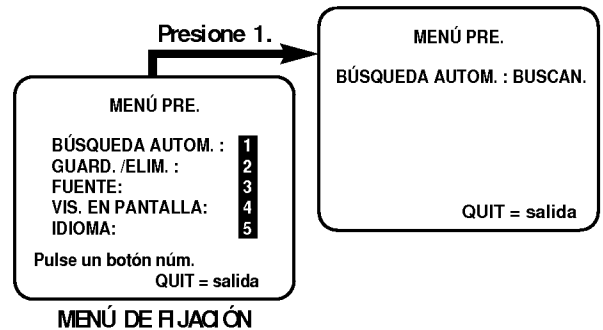 Presione 1.
MENÚ PRE.
BÚSQUEDA AUTOM. : 1
GUARD. /ELIM. : 2
FUENTE: 3
VIS. EN PANTALLA: 4
IDIOMA: 5
Pulse un botón núm.
QUIT = salida
MENÚ DE FIJACIÓN
MENÚ PRE.
BÚSQUEDA AUTOM. : BUSCAN.
QUIT = salida